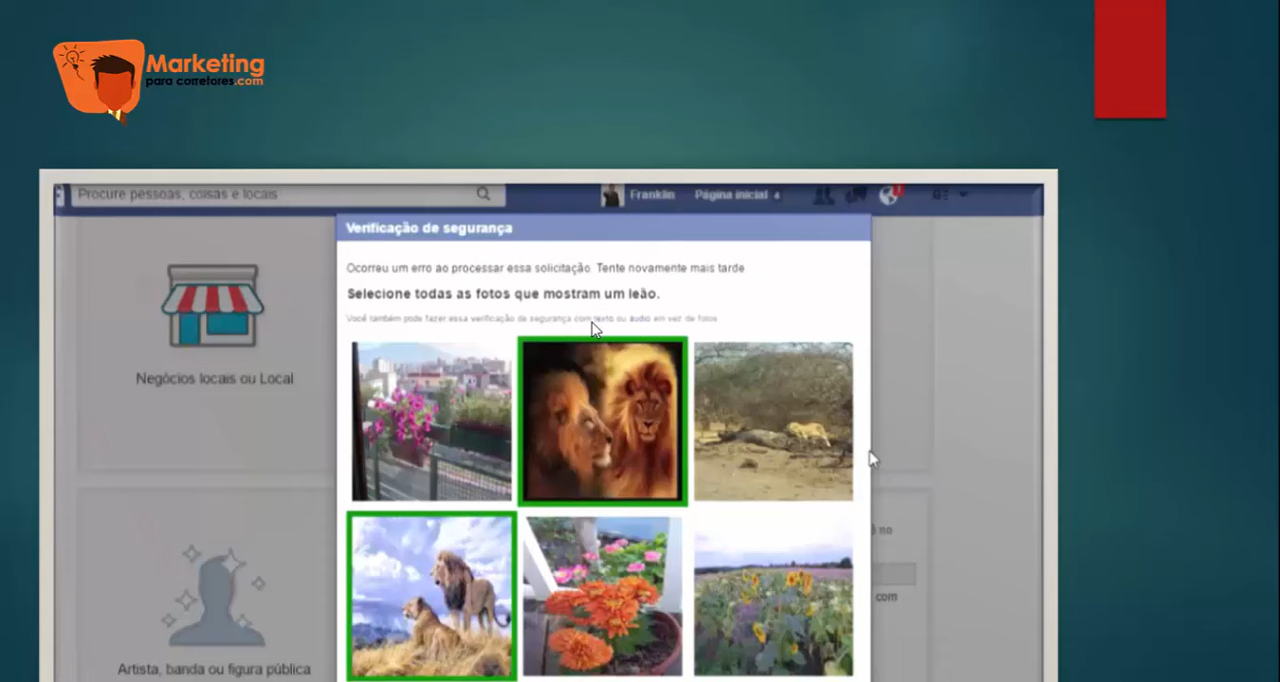 Marketing
para corretores.com
Procure pessoas, coisas e locais
Franklin
Página inicial 4
Verificação de segurança
Ocorreu um erro ao processar essa solicitação. Tente novamente mais tarde
Selecione todas as fotos que mostram um leão.
Você também pode fazer essa verificação de segurança com texto ou áudio em vez de fotos
Negócios locais ou Local
no
com
Artista, banda ou figura pública